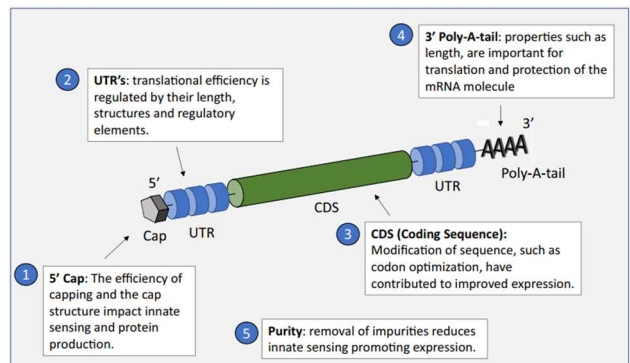 4
3’ Poly-A-tail: properties such as
length, are important for
translation and protection of the
mRNA molecule
2
UTR’s: translational efficiency is
regulated by their length,
structures and regulatory
elements.
3’
AAAA
Poly-A-tail
UTR
5’
CDS
Cap
UTR
3
CDS (Coding Sequence):
Modification of sequence, such as
codon optimization, have
contributed to improved expression.
1
5’ Cap: The efficiency of
capping and the cap
structure impact innate
sensing and protein
production.
5
Purity: removal of impurities reduces
innate sensing promoting expression.